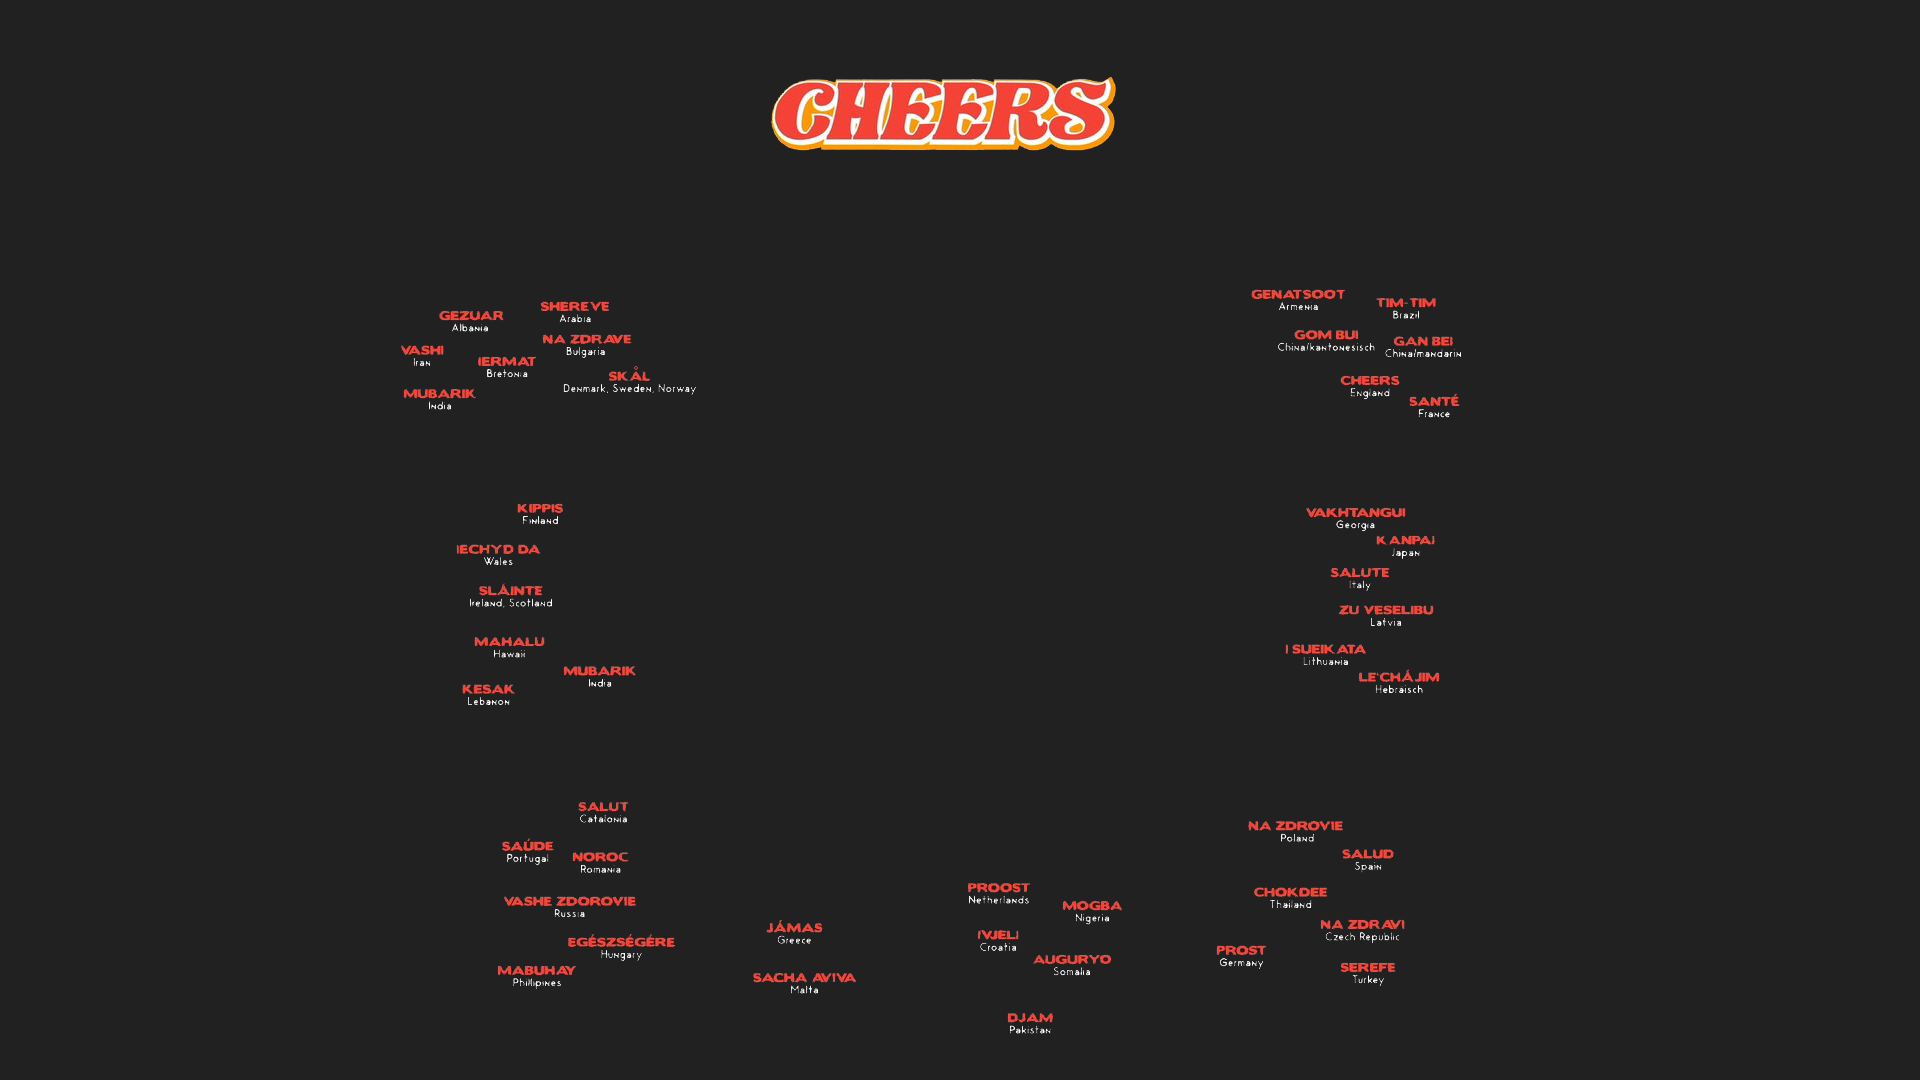 CHEERS
GEZUAR
Albania
SHEREVE
Arabia
NA ZDRAVE
Bulgaria
VASHI
Iran
IERMAT
Bretonia
SKÅL
Denmark, Sweden, Norway
MUBARIK
India
GENATSOOT
Armenia
TIM-TIM
Brazil
GOM BUI
China/kantonesisch
GAN BEI
China/mandarin
CHEERS
England
SANTÉ
France
KIPPIS
Finland
IECHYD DA
Wales
SLÁINTE
Ireland, Scotland
MAHALU
Hawaii
MUBARIK
India
KESAK
Lebanon
VAKHTANGUI
Georgia
KANPAI
Japan
SALUTE
Italy
ZU VESELIBU
Latvia
I SUEIKATA
Lithuania
LE'CHÁJIM
Hebraisch
SALUT
Catalonia
SAÚDE
Portugal
NOROC
Romania
VASHE ZDOROVIE
Russia
EGÉSZSÉGÉRE
Hungary
MABUHAY
Phillipines
JÁMAS
Greece
SACHA AVIVA
Malta
PROOST
Netherlands
MOGBA
Nigeria
IVJELI
Croatia
AUGURYO
Somalia
DJAM
Pakistan
NA ZDROVIE
Poland
SALUD
Spain
CHOKDEE
Thailand
NA ZDRAVI
Czech Republic
PROST
Germany
SEREFE
Turkey